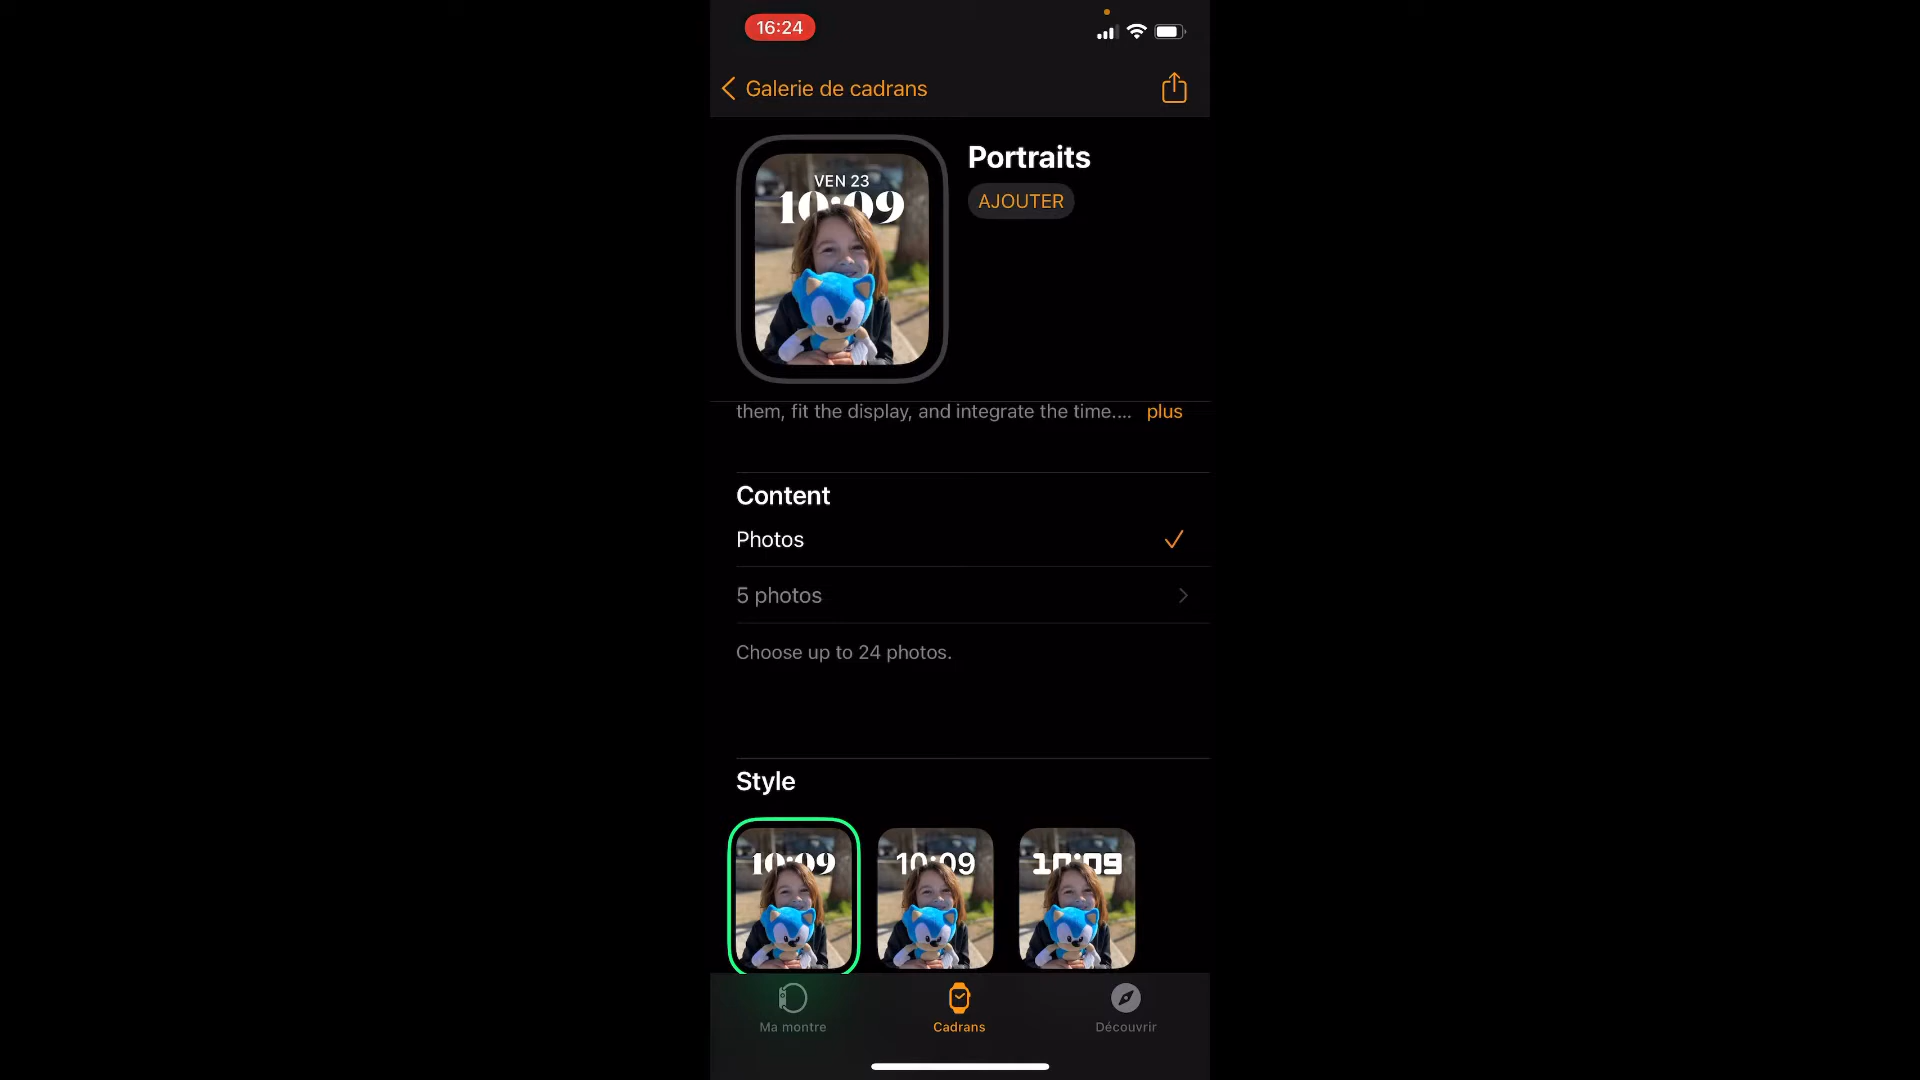 16:24
Galerie de cadrans
VEN 23
10:09
Portraits
AJOUTER
them, fit the display, and integrate the time.... plus
Content
Photos
5 photos
Choose up to 24 photos.
Style
10:09 10:09 10:09
Ma montre Cadrans Découvrir